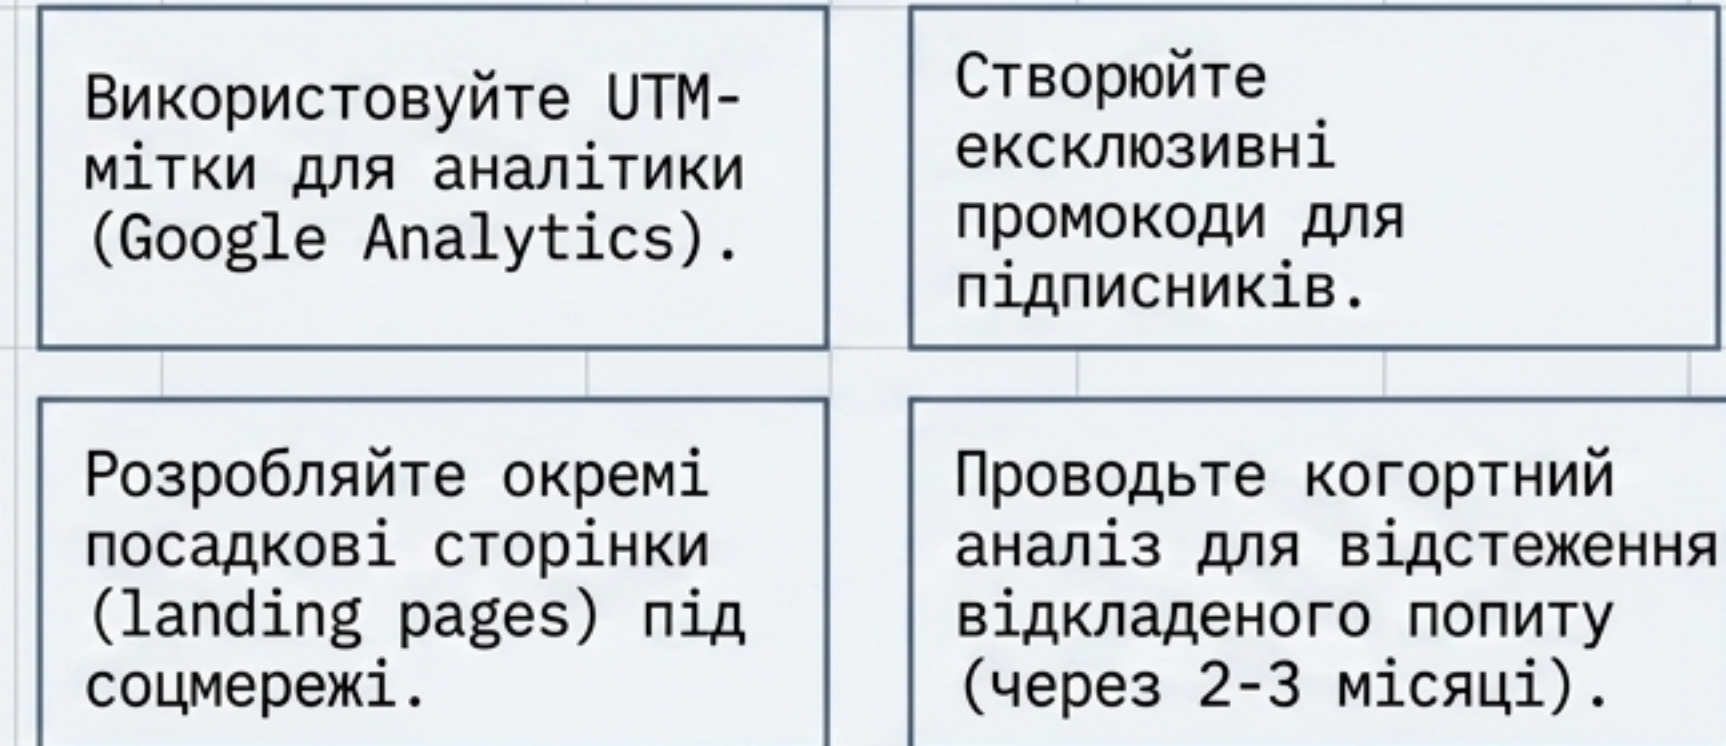 Використовуйте UTM-
мітки для аналітики
(Google Analytics).
Створюйте
ексклюзивні
промокоди для
підписників.
Розробляйте окремі
посадкові сторінки
(landing pages) під
соцмережі.
Проводьте когортний
аналіз для відстеження
відкладеного попиту
(через 2-3 місяці).